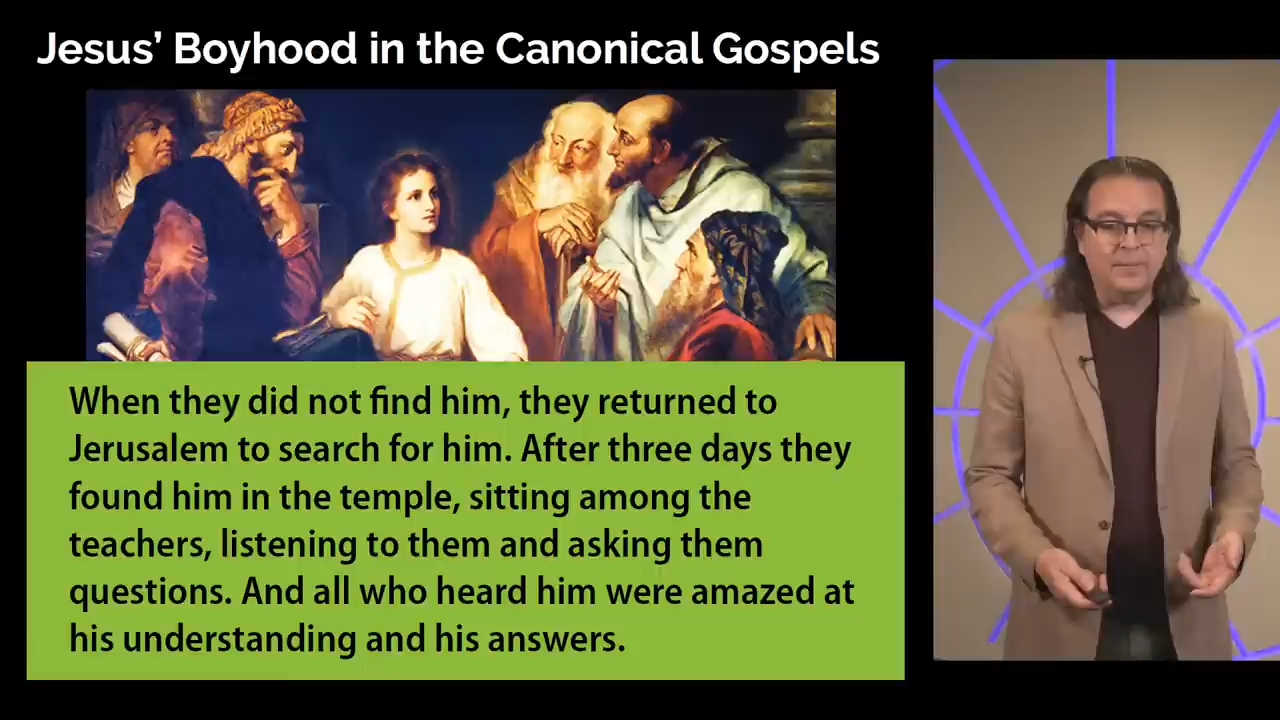 Jesus’ Boyhood in the Canonical Gospels
When they did not find him, they returned to
Jerusalem to search for him. After three days they
found him in the temple, sitting among the
teachers, listening to them and asking them
questions. And all who heard him were amazed at
his understanding and his answers.